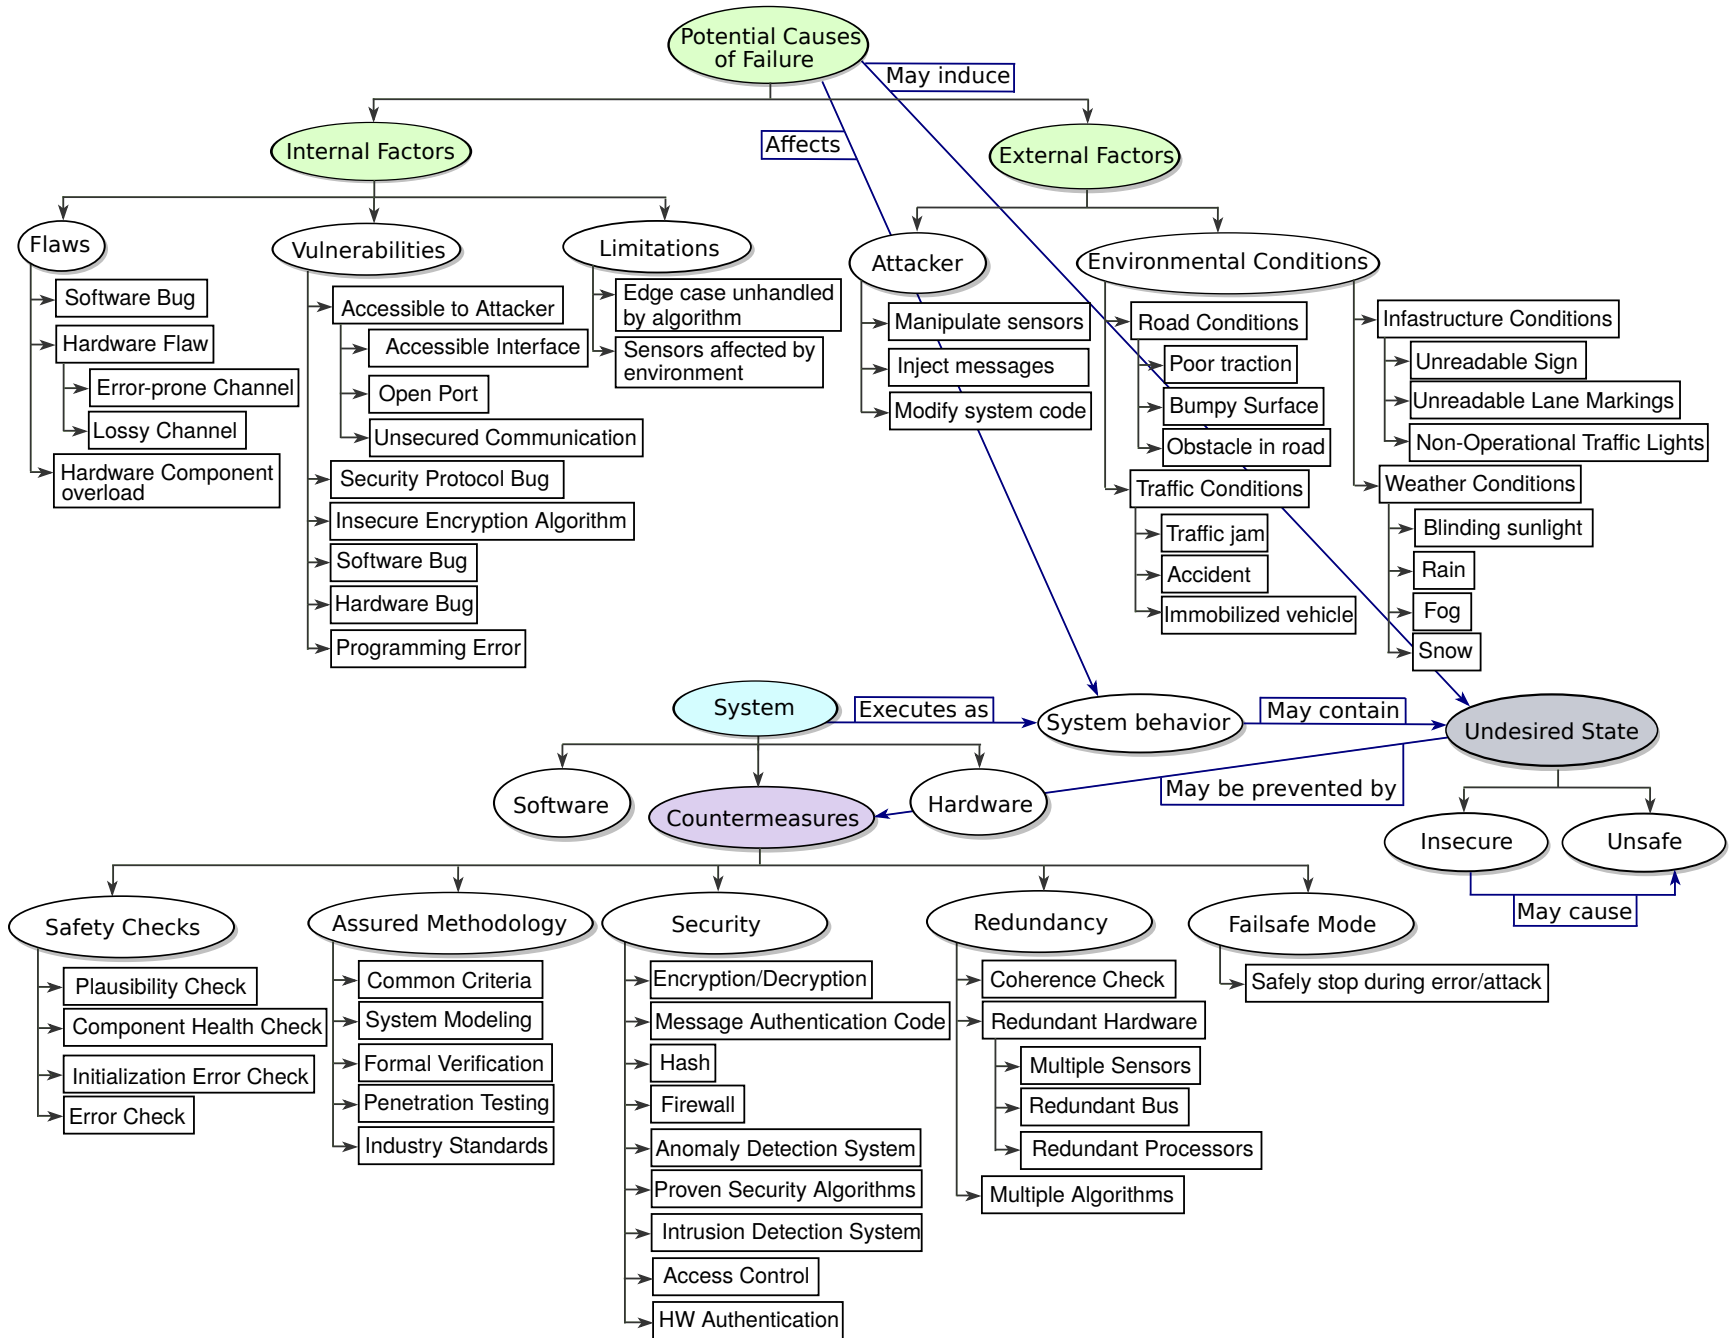 Potential Causes
of Failure
May induce
Affects
Internal Factors
External Factors
Flaws
Software Bug
Hardware Flaw
Error-prone Channel
Lossy Channel
Hardware Component
overload
Vulnerabilities
Accessible to Attacker
Accessible Interface
Open Port
Unsecured Communication
Security Protocol Bug
Insecure Encryption Algorithm
Software Bug
Hardware Bug
Programming Error
Limitations
Edge case unhandled
by algorithm
Sensors affected by
environment
Attacker
Manipulate sensors
Inject messages
Modify system code
Environmental Conditions
Road Conditions
Poor traction
Bumpy Surface
Obstacle in road
Traffic Conditions
Traffic jam
Accident
Immobilized vehicle
Infastructure Conditions
Unreadable Sign
Unreadable Lane Markings
Non-Operational Traffic Lights
Weather Conditions
Blinding sunlight
Rain
Fog
Snow
System
Executes as
System behavior
May contain
Undesired State
Software
Countermeasures
Hardware
May be prevented by
Insecure
Unsafe
May cause
Safety Checks
Plausibility Check
Component Health Check
Initialization Error Check
Error Check
Assured Methodology
Common Criteria
System Modeling
Formal Verification
Penetration Testing
Industry Standards
Security
Encryption/Decryption
Message Authentication Code
Hash
Firewall
Anomaly Detection System
Proven Security Algorithms
Intrusion Detection System
Access Control
HW Authentication
Redundancy
Coherence Check
Redundant Hardware
Multiple Sensors
Redundant Bus
Redundant Processors
Multiple Algorithms
Failsafe Mode
Safely stop during error/attack